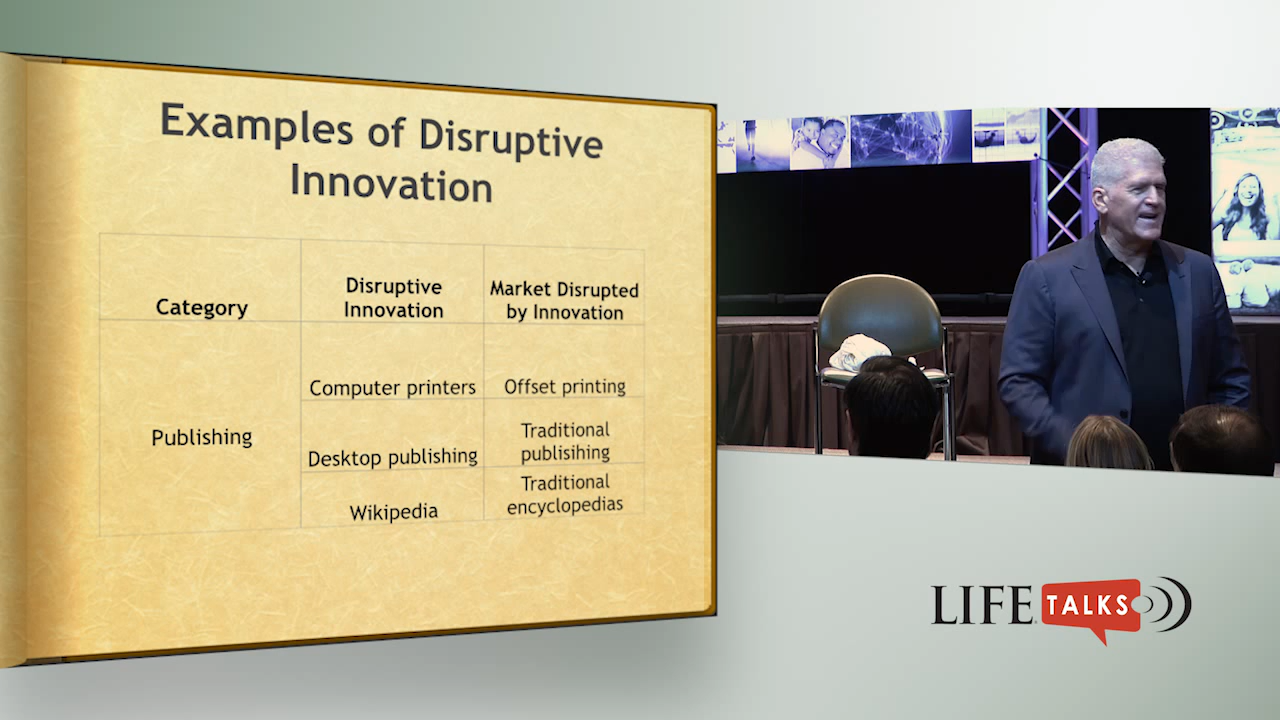 Examples of Disruptive
Innovation
Category
Disruptive
Innovation
Market Disrupted
by Innovation
Publishing
Computer printers
Offset printing
Desktop publishing
Traditional
publisihing
Wikipedia
Traditional
encyclopedias
LIFE TALKS